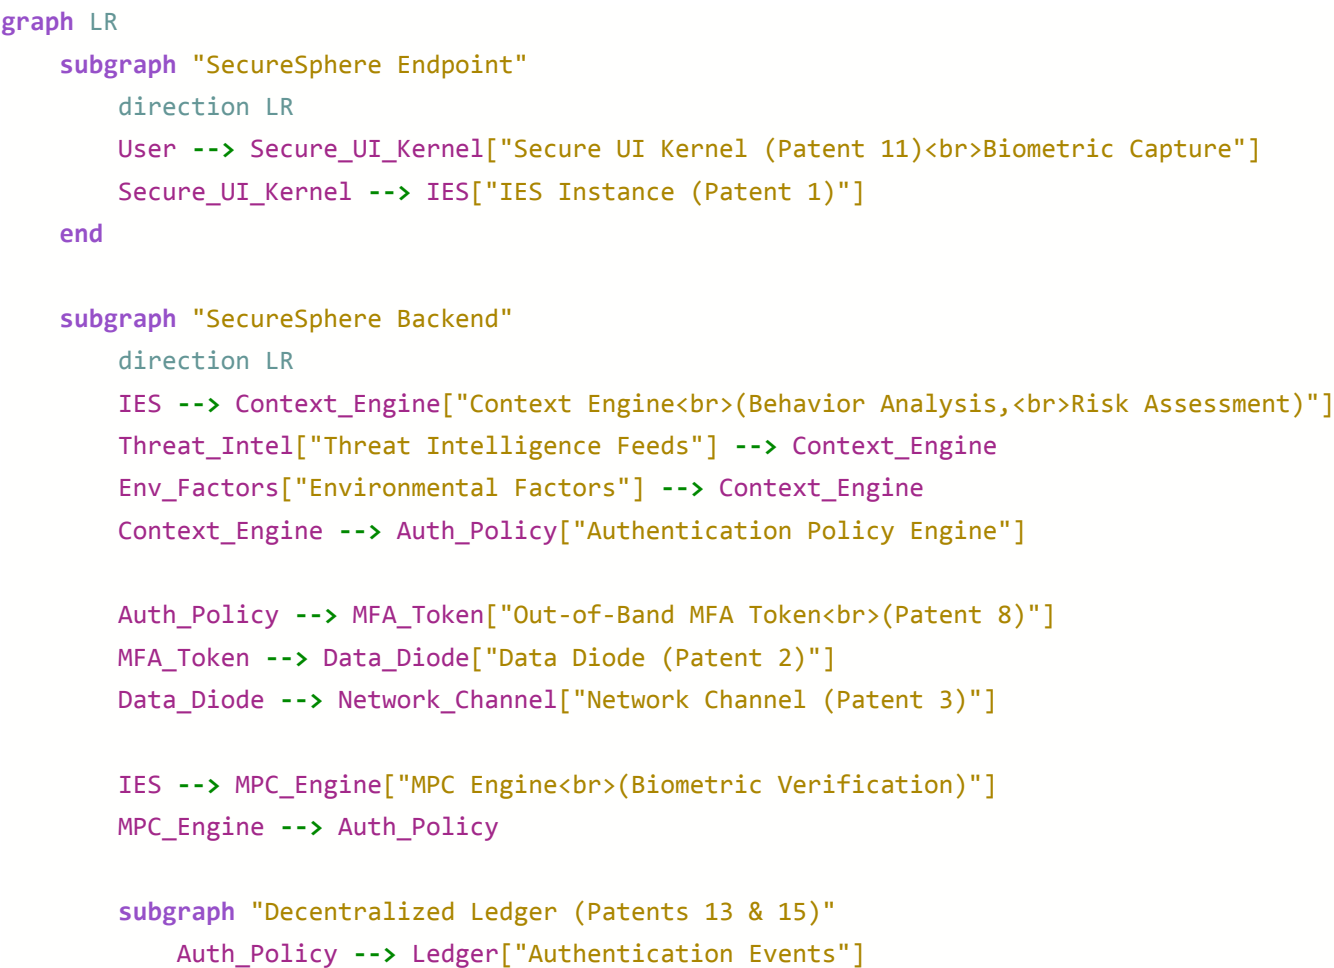 graph LR
    subgraph "SecureSphere Endpoint"
        direction LR
        User --> Secure_UI_Kernel["Secure UI Kernel (Patent 11)<br>Biometric Capture"]
        Secure_UI_Kernel --> IES["IES Instance (Patent 1)"]
    end

    subgraph "SecureSphere Backend"
        direction LR
        IES --> Context_Engine["Context Engine<br>(Behavior Analysis,<br>Risk Assessment)"]
        Threat_Intel["Threat Intelligence Feeds"] --> Context_Engine
        Env_Factors["Environmental Factors"] --> Context_Engine
        Context_Engine --> Auth_Policy["Authentication Policy Engine"]

        Auth_Policy --> MFA_Token["Out-of-Band MFA Token<br>(Patent 8)"]
        MFA_Token --> Data_Diode["Data Diode (Patent 2)"]
        Data_Diode --> Network_Channel["Network Channel (Patent 3)"]

        IES --> MPC_Engine["MPC Engine<br>(Biometric Verification)"]
        MPC_Engine --> Auth_Policy

        subgraph "Decentralized Ledger (Patents 13 & 15)"
            Auth_Policy --> Ledger["Authentication Events"]